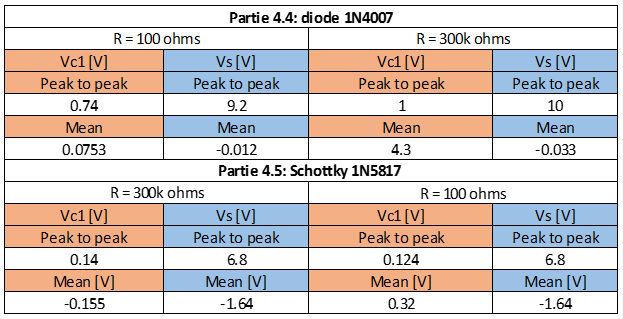 Partie 4.4: diode 1N4007
R = 100 ohms R = 300k ohms
Vc1 [V] Vs [V] Vc1 [V] Vs [V]
Peak to peak Peak to peak Peak to peak Peak to peak
0.74 9.2 1 10
Mean Mean Mean Mean
0.0753 -0.012 4.3 -0.033
Partie 4.5: Schottky 1N5817
R = 300k ohms R = 100 ohms
Vc1 [V] Vs [V] Vc1 [V] Vs [V]
Peak to peak Peak to peak Peak to peak Peak to peak
0.14 6.8 0.124 6.8
Mean [V] Mean [V] Mean [V] Mean [V]
-0.155 -1.64 0.32 -1.64